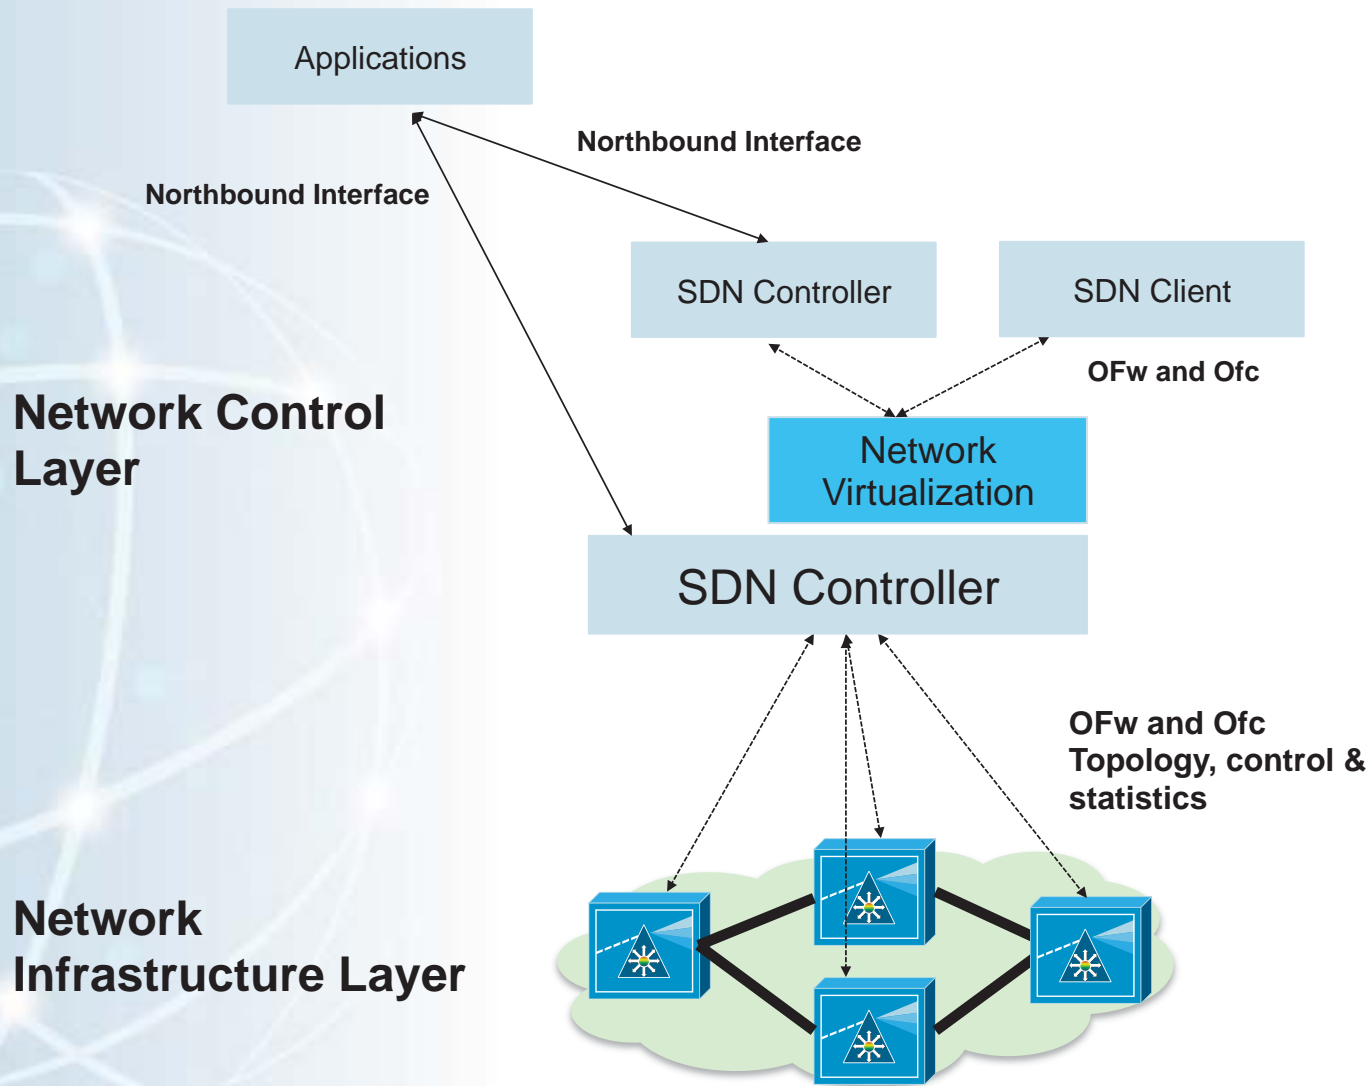 Applications
Northbound Interface
Northbound Interface
SDN Controller
SDN Client
OFw and Ofc
Network Control
Layer
Network
Virtualization
SDN Controller
OFw and Ofc
Topology, control &
statistics
Network
Infrastructure Layer